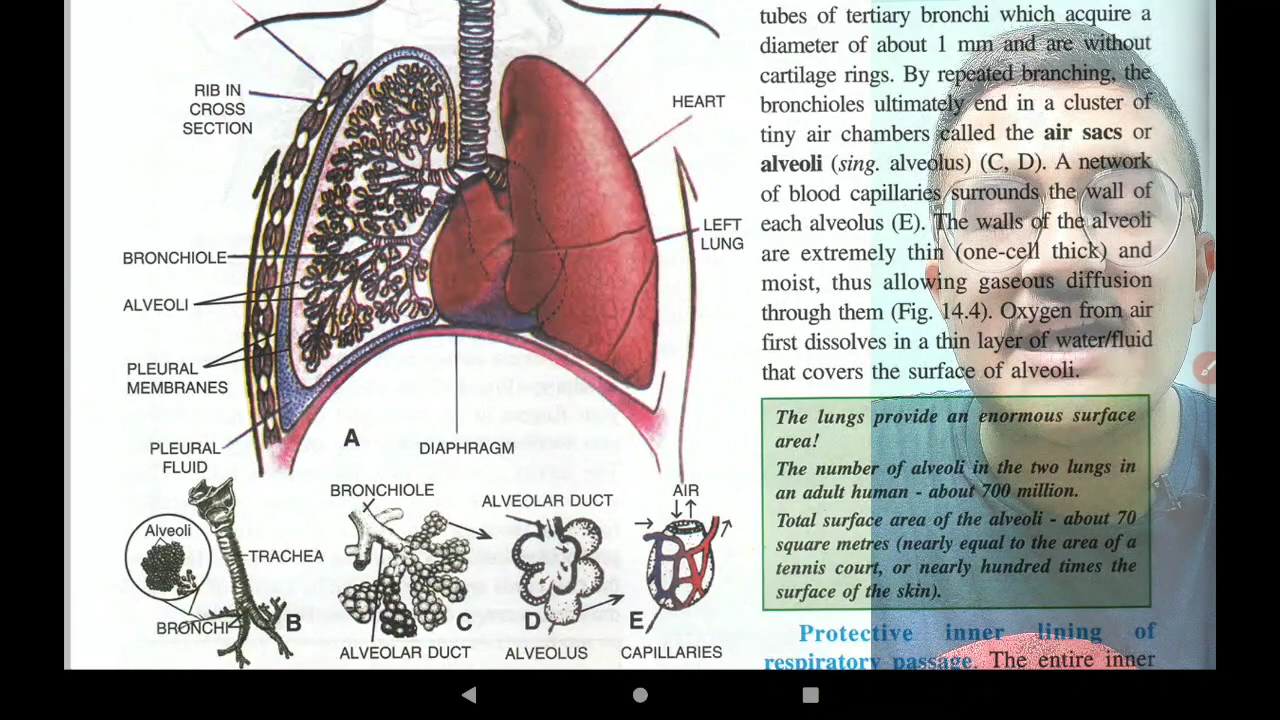 RIB IN
CROSS
SECTION
HEART
LEFT
LUNG
BRONCHIOLE
ALVEOLI
PLEURAL
MEMBRANES
PLEURAL
FLUID
A
DIAPHRAGM
Alveoli
TRACHEA
BRONCHI
B
BRONCHIOLE
C
ALVEOLAR DUCT
ALVEOLAR DUCT
D
ALVEOLUS
AIR
E
CAPILLARIES
tubes of tertiary bronchi which acquire a
diameter of about 1 mm and are without
cartilage rings. By repeated branching, the
bronchioles ultimately end in a cluster of
tiny air chambers called the air sacs or
alveoli (sing. alveolus) (C, D). A network
of blood capillaries surrounds the wall of
each alveolus (E). The walls of the alveoli
are extremely thin (one-cell thick) and
moist, thus allowing gaseous diffusion
through them (Fig. 14.4). Oxygen from air
first dissolves in a thin layer of water/fluid
that covers the surface of alveoli.
The lungs provide an enormous surface
area!
The number of alveoli in the two lungs in
an adult human - about 700 million.
Total surface area of the alveoli - about 70
square metres (nearly equal to the area of a
tennis court, or nearly hundred times the
surface of the skin).
Protective inner lining of
respiratory passage. The entire inner